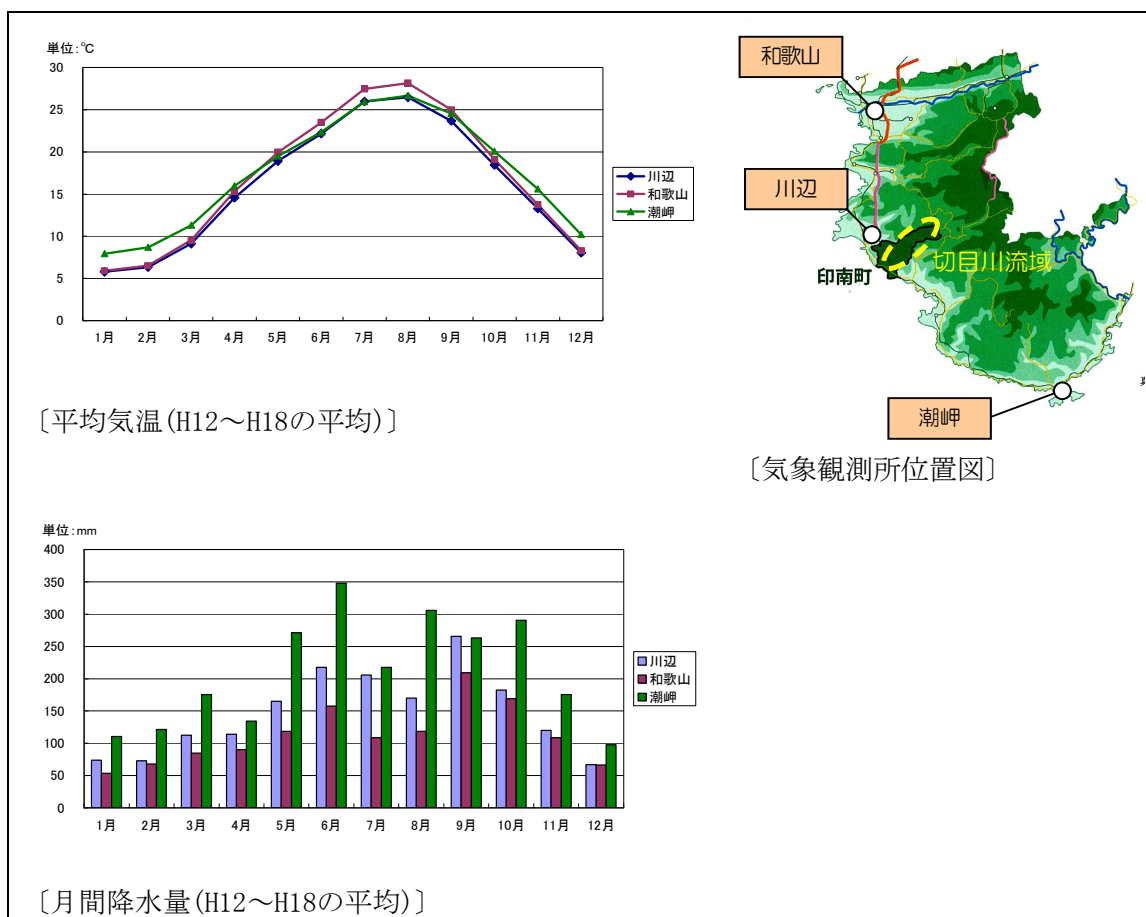 単位:℃
30
25
20
15
10
5
0
1月 2月 3月 4月 5月 6月 7月 8月 9月 10月 11月 12月
川辺
和歌山
潮岬
〔平均気温(H12～H18の平均)〕
和歌山
川辺
切目川流域
印南町
潮岬
〔気象観測所位置図〕
単位:mm
400
350
300
250
200
150
100
50
0
1月 2月 3月 4月 5月 6月 7月 8月 9月 10月 11月 12月
川辺
和歌山
潮岬
〔月間降水量(H12～H18の平均)〕